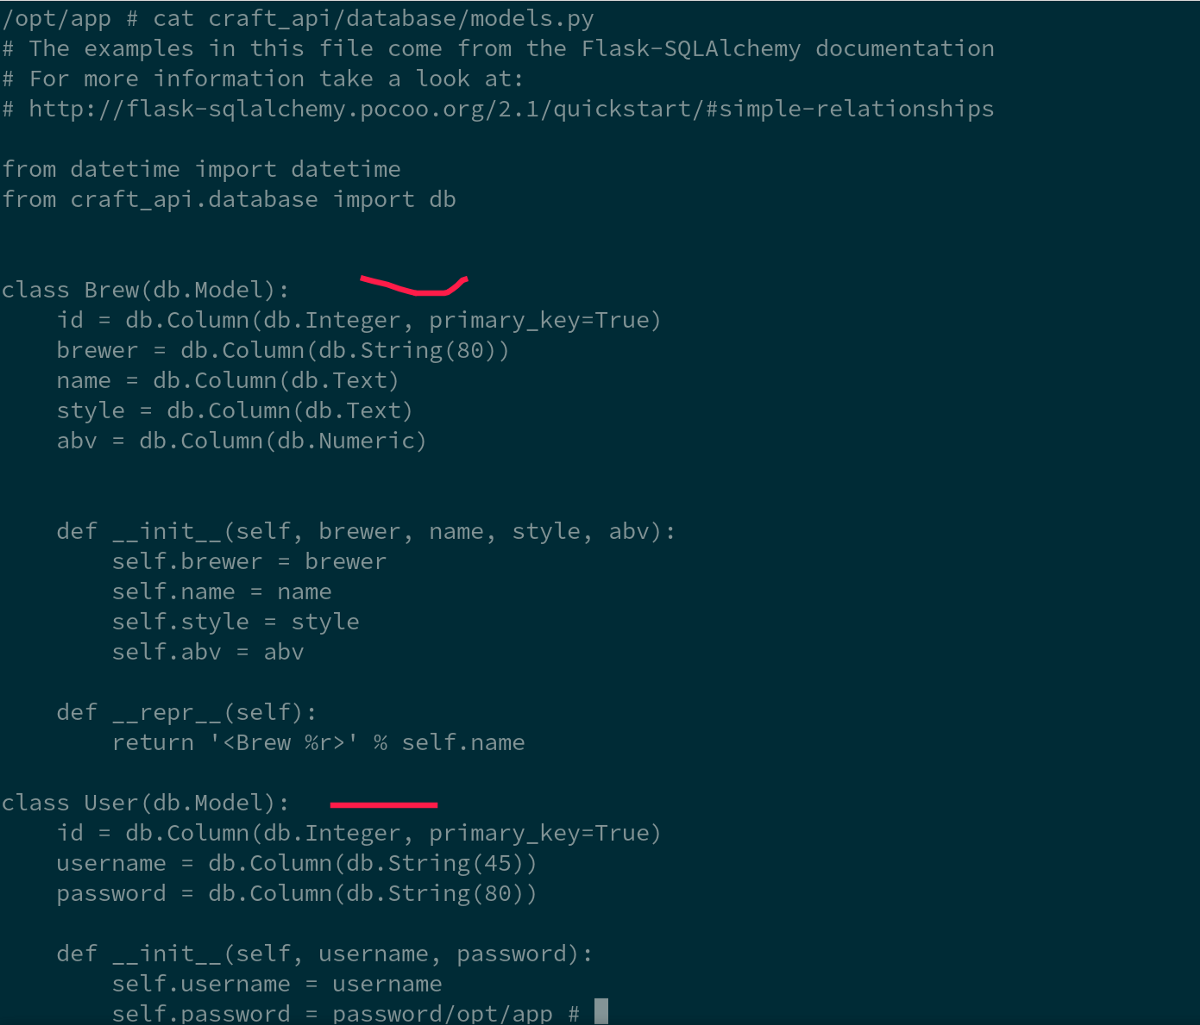 /opt/app # cat craft_api/database/models.py
# The examples in this file come from the Flask-SQLAlchemy documentation
# For more information take a look at:
# http://flask-sqlalchemy.pocoo.org/2.1/quickstart/#simple-relationships
from datetime import datetime
from craft_api.database import db
class Brew(db.Model):
    id = db.Column(db.Integer, primary_key=True)
    brewer = db.Column(db.String(80))
    name = db.Column(db.Text)
    style = db.Column(db.Text)
    abv = db.Column(db.Numeric)
    def __init__(self, brewer, name, style, abv):
        self.brewer = brewer
        self.name = name
        self.style = style
        self.abv = abv
    def __repr__(self):
        return '<Brew %r>' % self.name
class User(db.Model):
    id = db.Column(db.Integer, primary_key=True)
    username = db.Column(db.String(45))
    password = db.Column(db.String(80))
    def __init__(self, username, password):
        self.username = username
        self.password = password/opt/app #